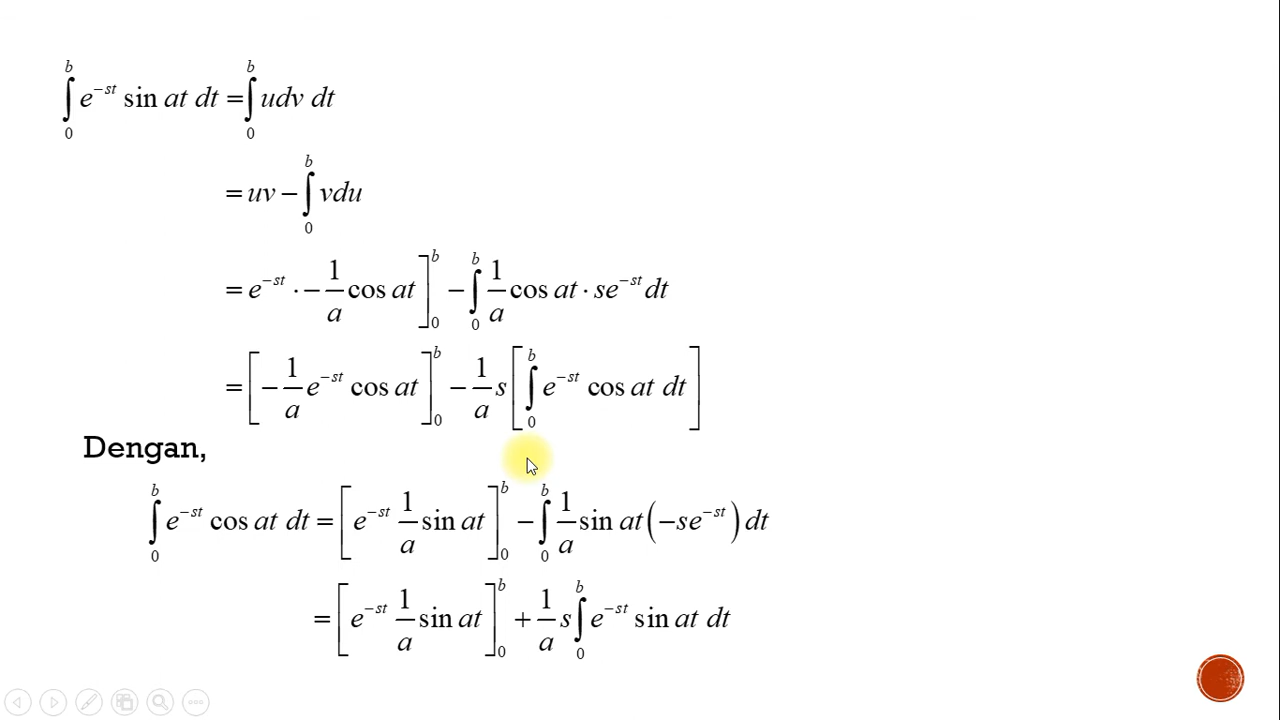 ∫₀ᵇ e^{−st} sin at dt = ∫₀ᵇ udv dt
= uv − ∫₀ᵇ vdu
= e^{−st} · −(1/a) cos at ]₀ᵇ − ∫₀ᵇ (1/a) cos at · se^{−st} dt
= [ −(1/a) e^{−st} cos at ]₀ᵇ − (1/a) s [ ∫₀ᵇ e^{−st} cos at dt ]
Dengan,
∫₀ᵇ e^{−st} cos at dt = [ e^{−st} (1/a) sin at ]₀ᵇ − ∫₀ᵇ (1/a) sin at (−se^{−st}) dt
= [ e^{−st} (1/a) sin at ]₀ᵇ + (1/a) s ∫₀ᵇ e^{−st} sin at dt